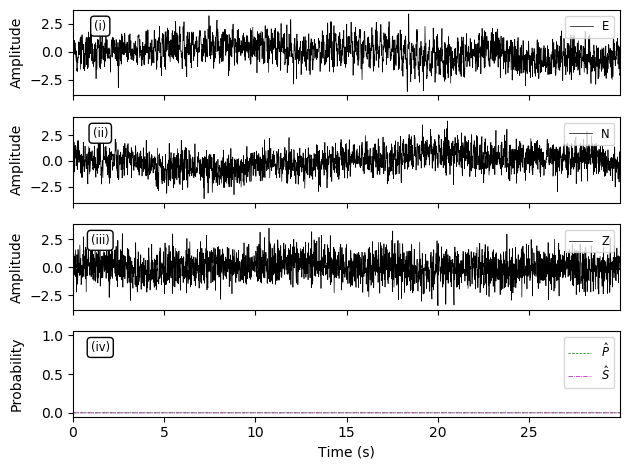 2.5
0.0
−2.5
Amplitude
(i)
E
2.5
0.0
−2.5
Amplitude
(ii)
N
2.5
0.0
−2.5
Amplitude
(iii)
Z
1.0
0.5
0.0
Probability
(iv)
P̂
Ŝ
0 5 10 15 20 25
Time (s)